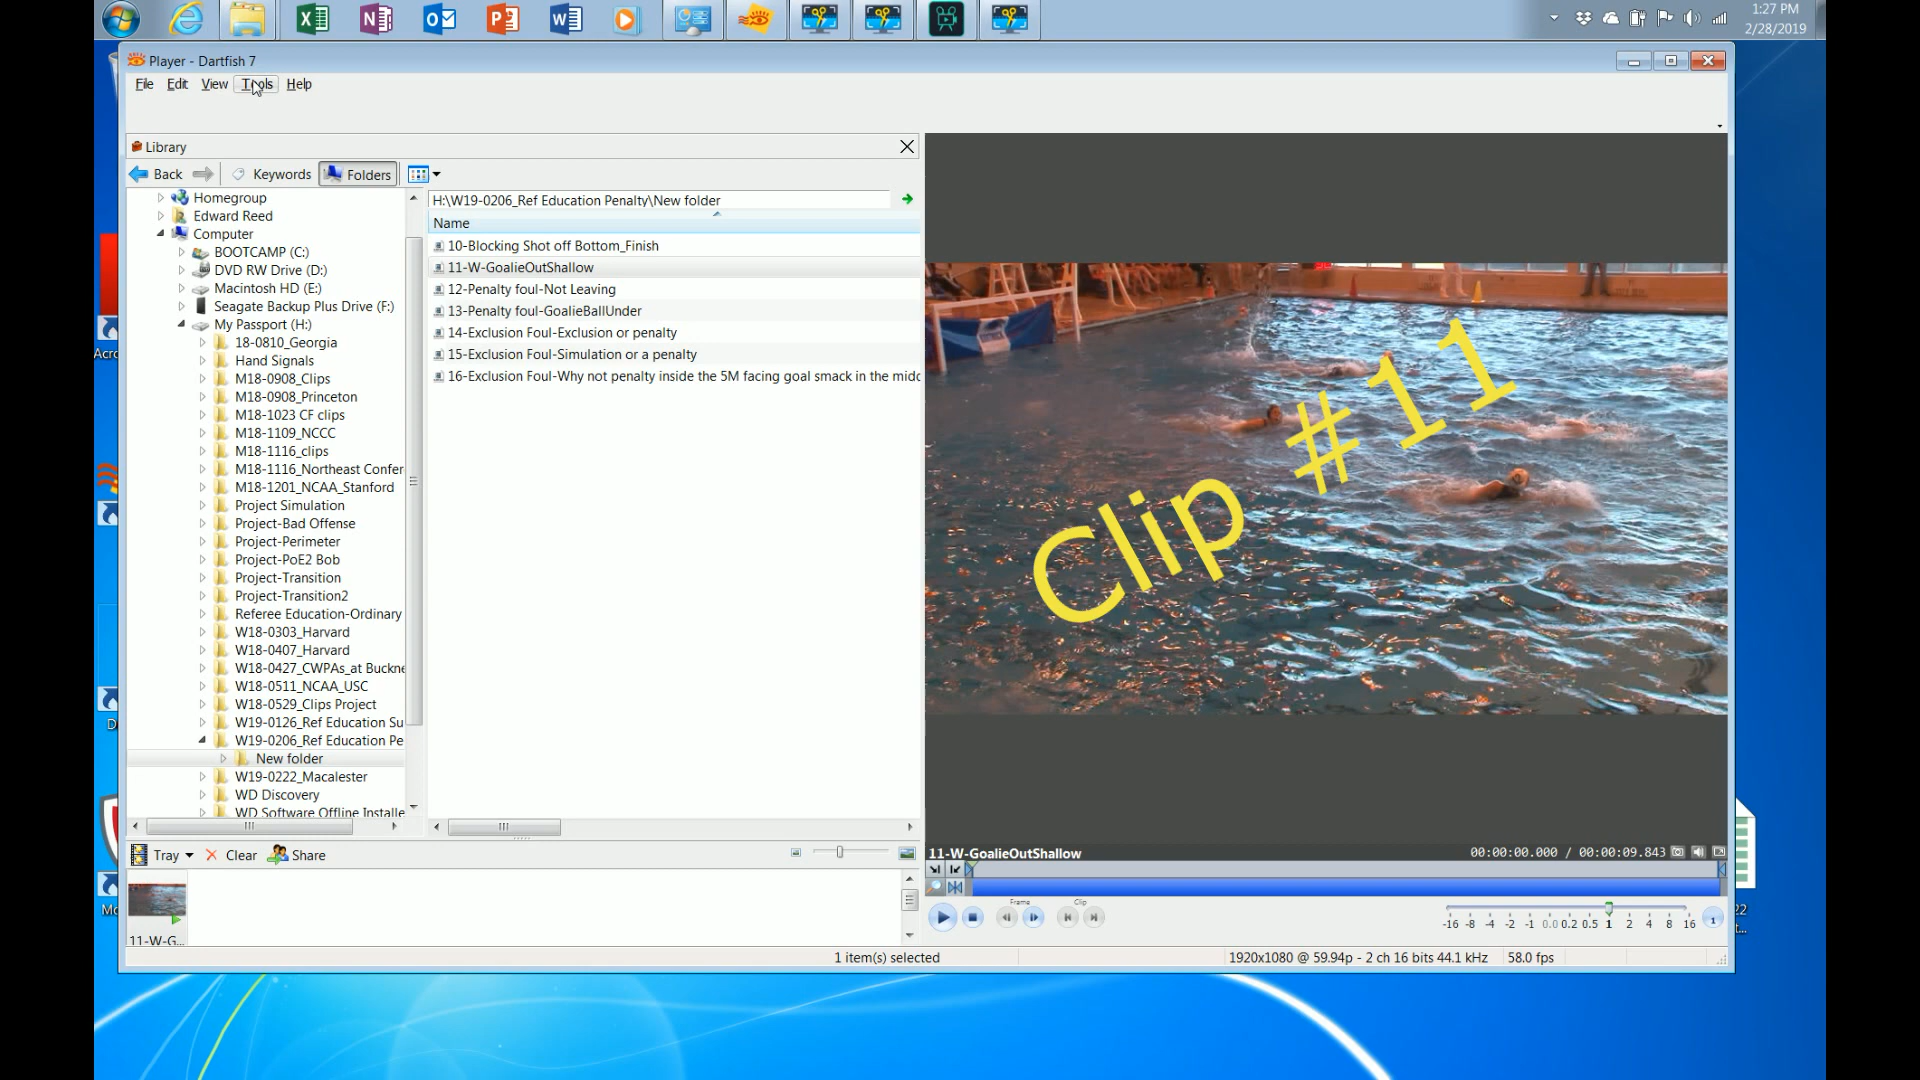 1:27 PM
2/28/2019
Player - Dartfish 7
File Edit View Tools Help
Library
Back Keywords Folders
Homegroup
Edward Reed
Computer
BOOTCAMP (C:)
DVD RW Drive (D:)
Macintosh HD (E:)
Seagate Backup Plus Drive (F:)
My Passport (H:)
18-0810_Georgia
Hand Signals
M18-0908_Clips
M18-0908_Princeton
M18-1023 CF clips
M18-1109_NCCC
M18-1116_clips
M18-1116_Northeast Confer
M18-1201_NCAA_Stanford
Project Simulation
Project-Bad Offense
Project-Perimeter
Project-PoE2 Bob
Project-Transition
Project-Transition2
Referee Education-Ordinary
W18-0303_Harvard
W18-0407_Harvard
W18-0427_CWPAs_at Buckne
W18-0511_NCAA_USC
W18-0529_Clips Project
W19-0126_Ref Education Su
W19-0206_Ref Education Pe
New folder
W19-0222_Macalester
WD Discovery
WD Software Offline Installe
H:\W19-0206_Ref Education Penalty\New folder
Name
10-Blocking Shot off Bottom_Finish
11-W-GoalieOutShallow
12-Penalty foul-Not Leaving
13-Penalty foul-GoalieBallUnder
14-Exclusion Foul-Exclusion or penalty
15-Exclusion Foul-Simulation or a penalty
16-Exclusion Foul-Why not penalty inside the 5M facing goal smack in the midd
Clip #11
Tray Clear Share
11-W-G...
11-W-GoalieOutShallow 00:00:00.000 / 00:00:09.843
Frame Clip
-16 -8 -4 -2 -1 0.0 0.2 0.5 1 2 4 8 16 1
1 item(s) selected 1920x1080 @ 59.94p - 2 ch 16 bits 44.1 kHz 58.0 fps